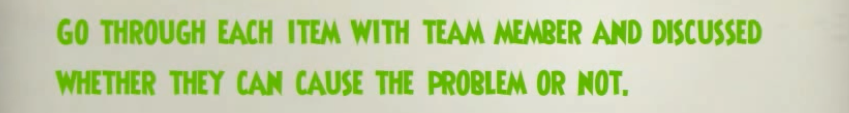 GO THROUGH EACH ITEM WITH TEAM MEMBER AND DISCUSSED
WHETHER THEY CAN CAUSE THE PROBLEM OR NOT.